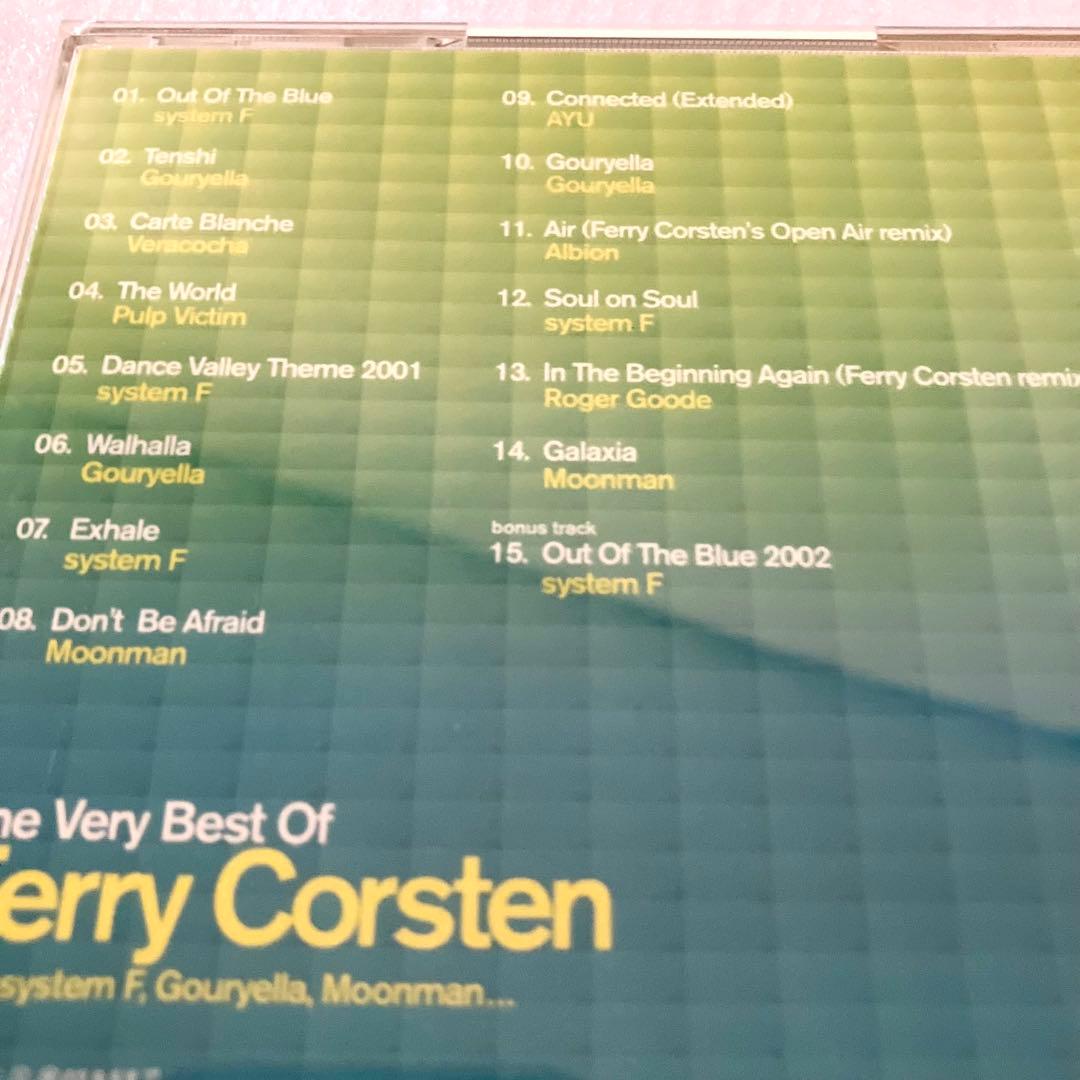 01. Out Of The Blue
system F
02. Tenshi
Gouryella
03. Carte Blanche
Veracocha
04. The World
Pulp Victim
05. Dance Valley Theme 2001
system F
06. Walhalla
Gouryella
07. Exhale
system F
08. Don't Be Afraid
Moonman
09. Connected (Extended)
AYU
10. Gouryella
Gouryella
11. Air (Ferry Corsten's Open Air remix)
Albion
12. Soul on Soul
system F
13. In The Beginning Again (Ferry Corsten remix
Roger Goode
14. Galaxia
Moonman
bonus track
15. Out Of The Blue 2002
system F
he Very Best Of
Ferry Corsten
system F, Gouryella, Moonman...